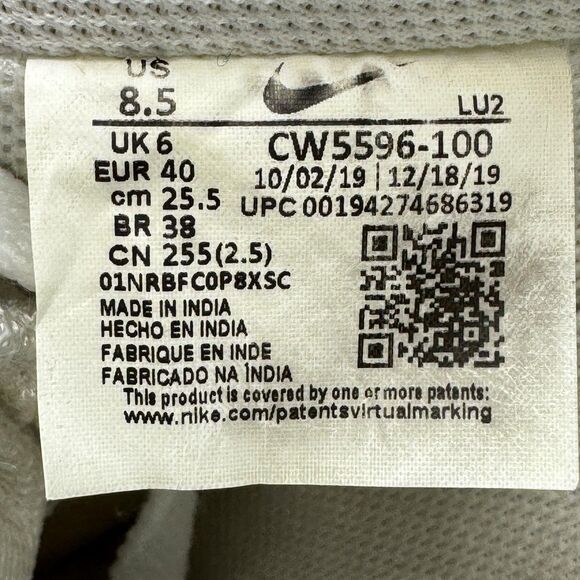 US
8.5
LU2
UK 6
EUR 40
cm 25.5
BR 38
CN 255(2.5)
CW5596-100
10/02/19 | 12/18/19
UPC 00194274686319
01NRBFC0P8XSC
MADE IN INDIA
HECHO EN INDIA
FABRIQUE EN INDE
FABRICADO NA ÍNDIA
This product is covered by one or more patents:
www.nike.com/patentsvirtualmarking